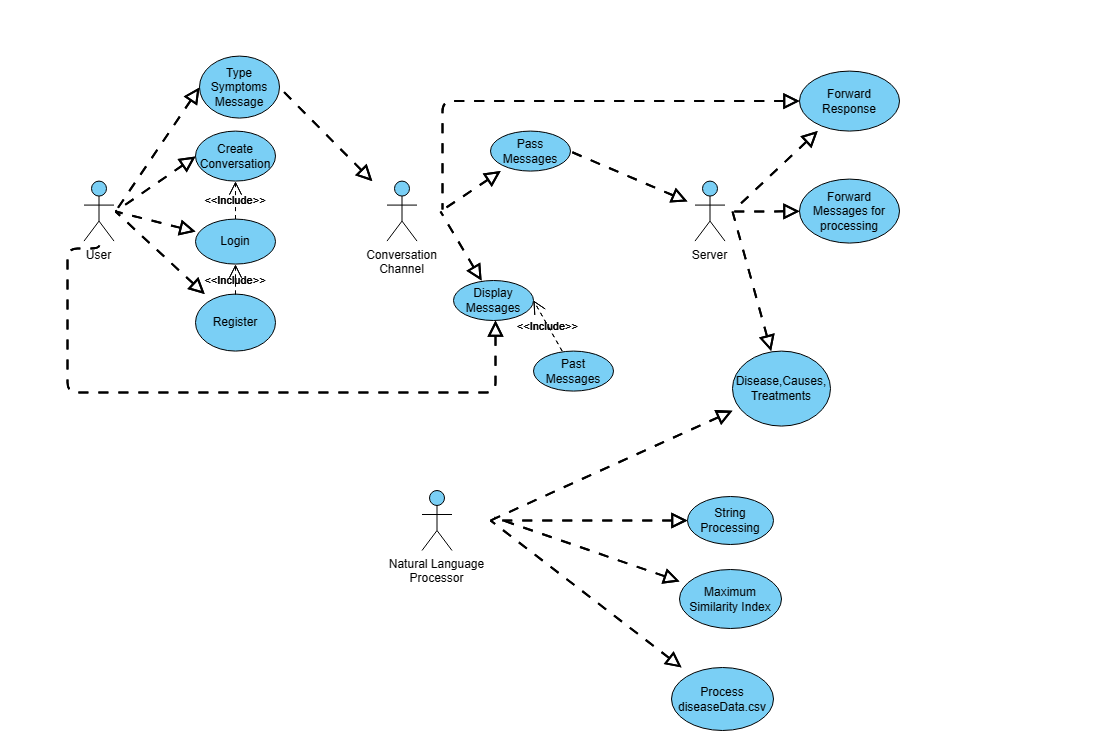 Type
Symptoms
Message
Create
Conversation
<<Include>>
Login
<<Include>>
Register
User
Conversation
Channel
Pass
Messages
Display
Messages
<<Include>>
Past
Messages
Server
Forward
Response
Forward
Messages for
processing
Disease,Causes,
Treatments
Natural Language
Processor
String
Processing
Maximum
Similarity Index
Process
diseaseData.csv